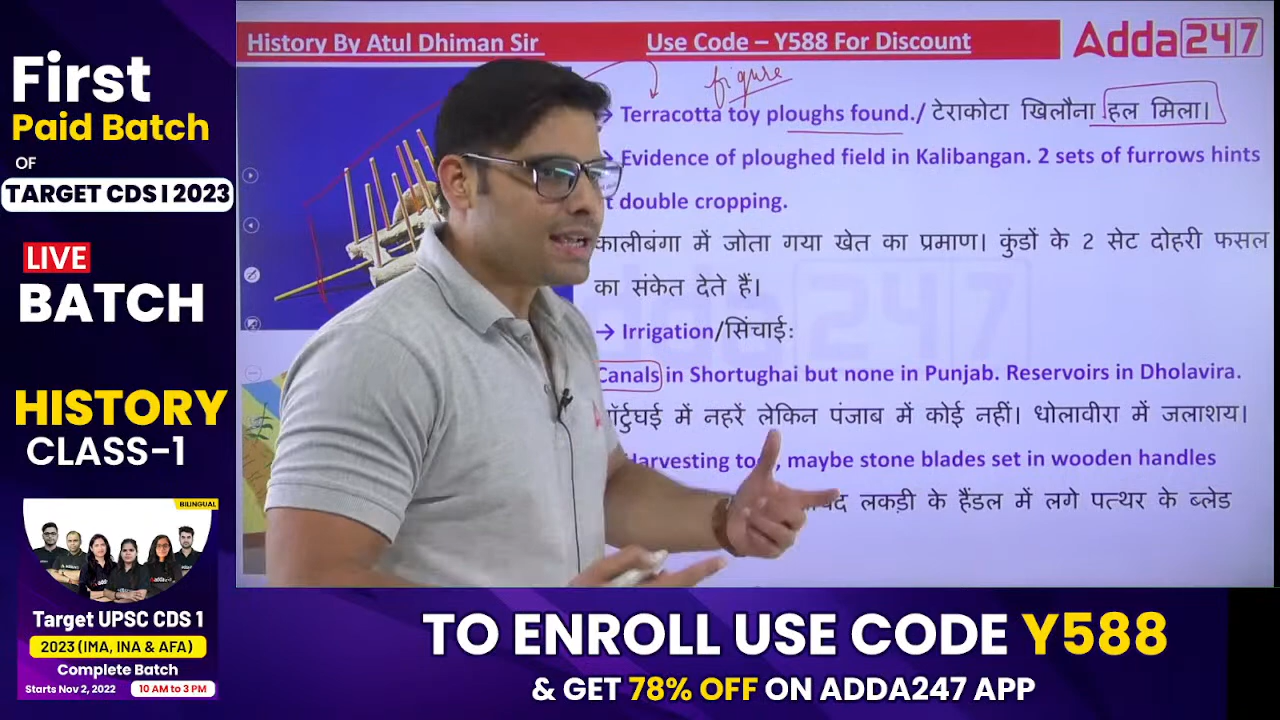 First
Paid Batch
OF
TARGET CDS I 2023
LIVE
BATCH
HISTORY
CLASS-1
BILINGUAL
Target UPSC CDS 1
2023 (IMA, INA & AFA)
Complete Batch
Starts Nov 2, 2022 10 AM to 3 PM
History By Atul Dhiman Sir Use Code – Y588 For Discount
Adda247
figure
Terracotta toy ploughs found./ टेराकोटा खिलौना हल मिला।
Evidence of ploughed field in Kalibangan. 2 sets of furrows hints
double cropping.
कालीबंगा में जोता गया खेत का प्रमाण। कुंडों के 2 सेट दोहरी फसल
का संकेत देते हैं।
→ Irrigation/सिंचाई:
Canals in Shortughai but none in Punjab. Reservoirs in Dholavira.
में नहरें लेकिन पंजाब में कोई नहीं। धोलावीरा में जलाशय।
Harvesting maybe stone blades set in wooden handles
लकड़ी के हैंडल में लगे पत्थर के ब्लेड
TO ENROLL USE CODE Y588
& GET 78% OFF ON ADDA247 APP